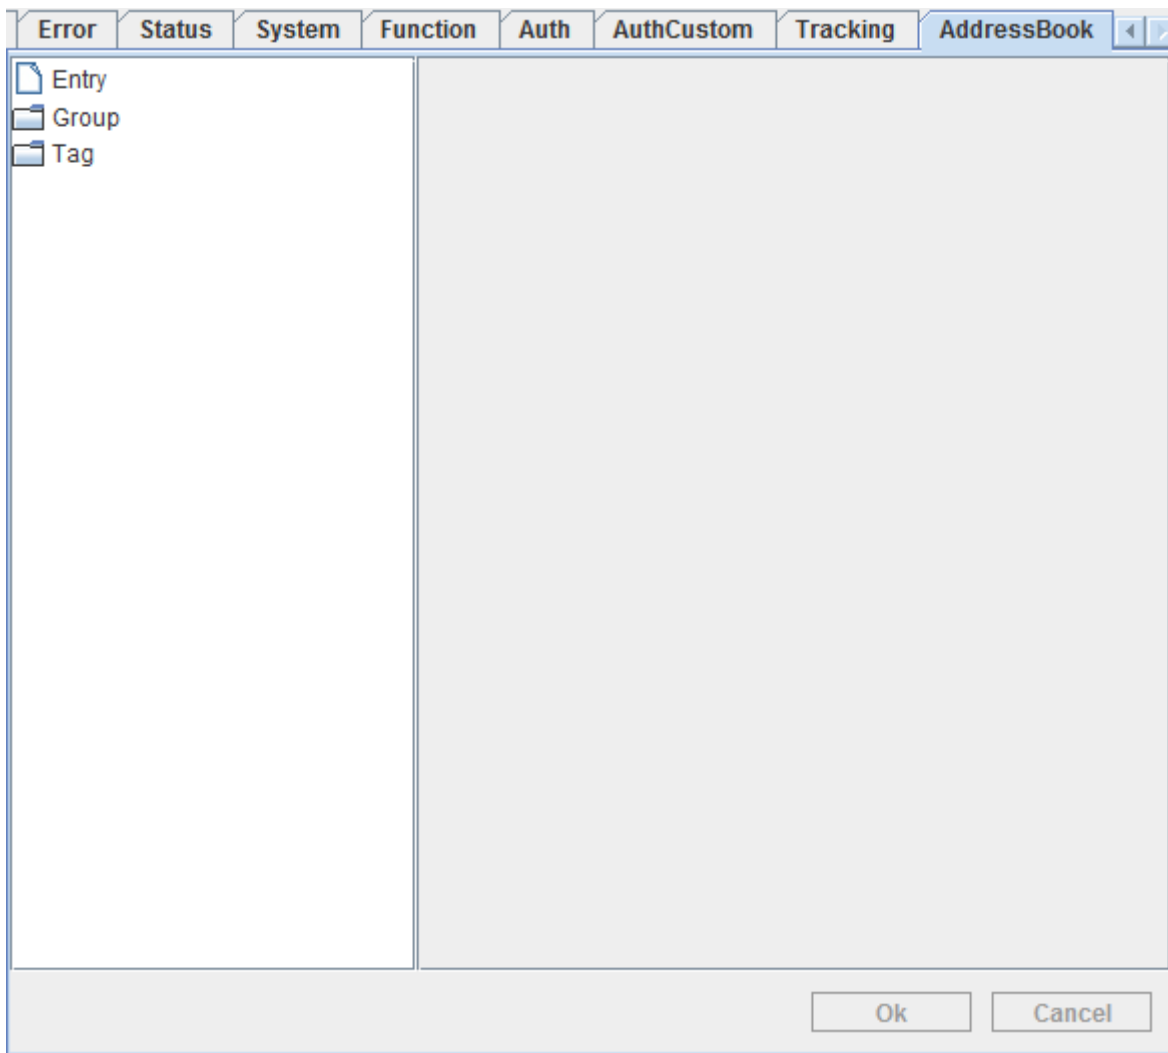 Error Status System Function Auth AuthCustom Tracking AddressBook
Entry
Group
Tag
Ok Cancel